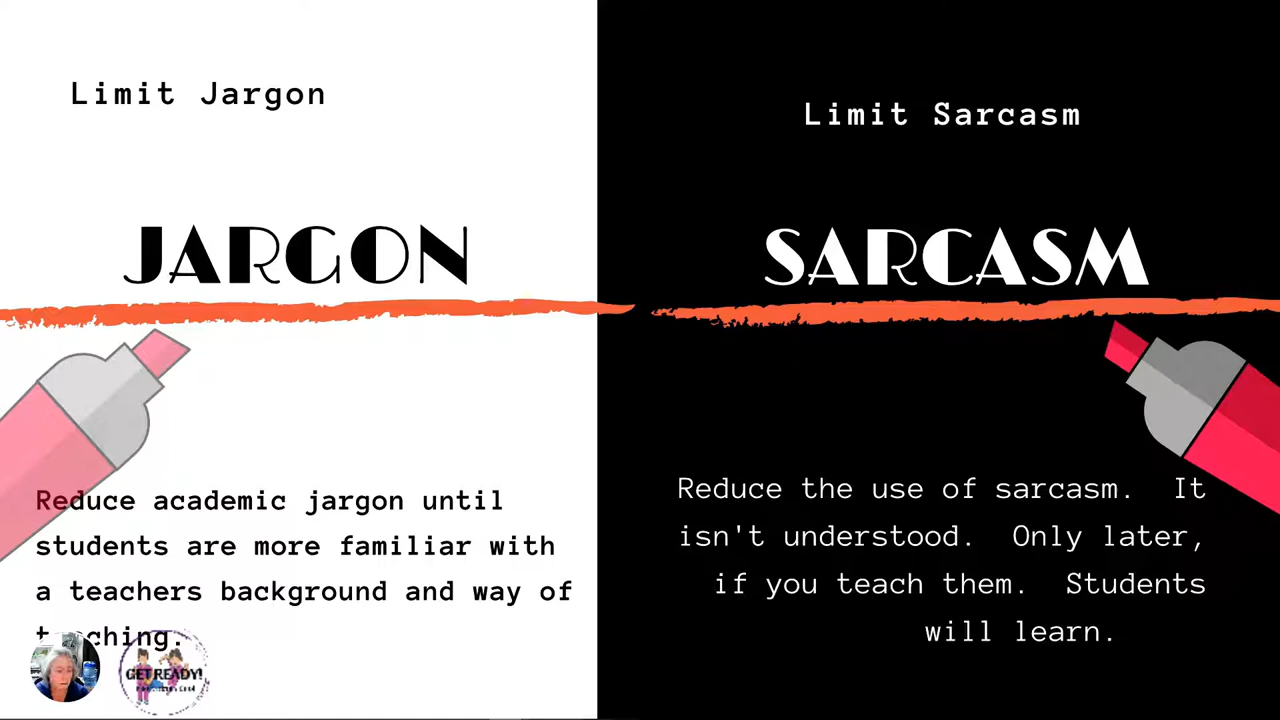 Limit Jargon
JARGON
Reduce academic jargon until
students are more familiar with
a teachers background and way of
teaching.
GET READY!
Limit Sarcasm
SARCASM
Reduce the use of sarcasm. It
isn't understood. Only later,
if you teach them. Students
will learn.